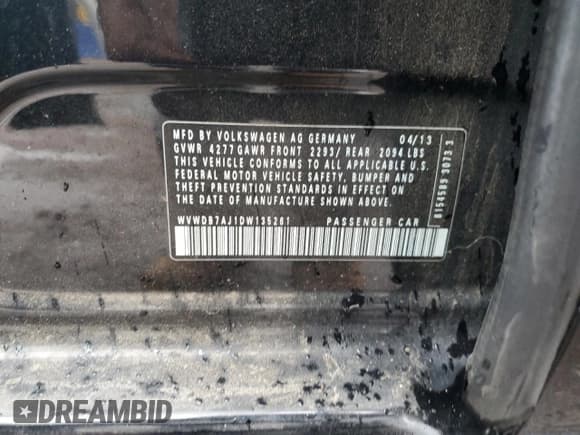 MFD BY VOLKSWAGEN AG GERMANY 04/13
GVWR 4277 GAWR FRONT 2293/ REAR 2094 LBS
THIS VEHICLE CONFORMS TO ALL APPLICABLE U.S.
FEDERAL MOTOR VEHICLE SAFETY, BUMPER AND
THEFT PREVENTION STANDARDS IN EFFECT ON
THE DATE OF MANUFACTURE SHOWN ABOVE.
WVWDB7AJ1DW135261 PASSENGER CAR
DREAMBID